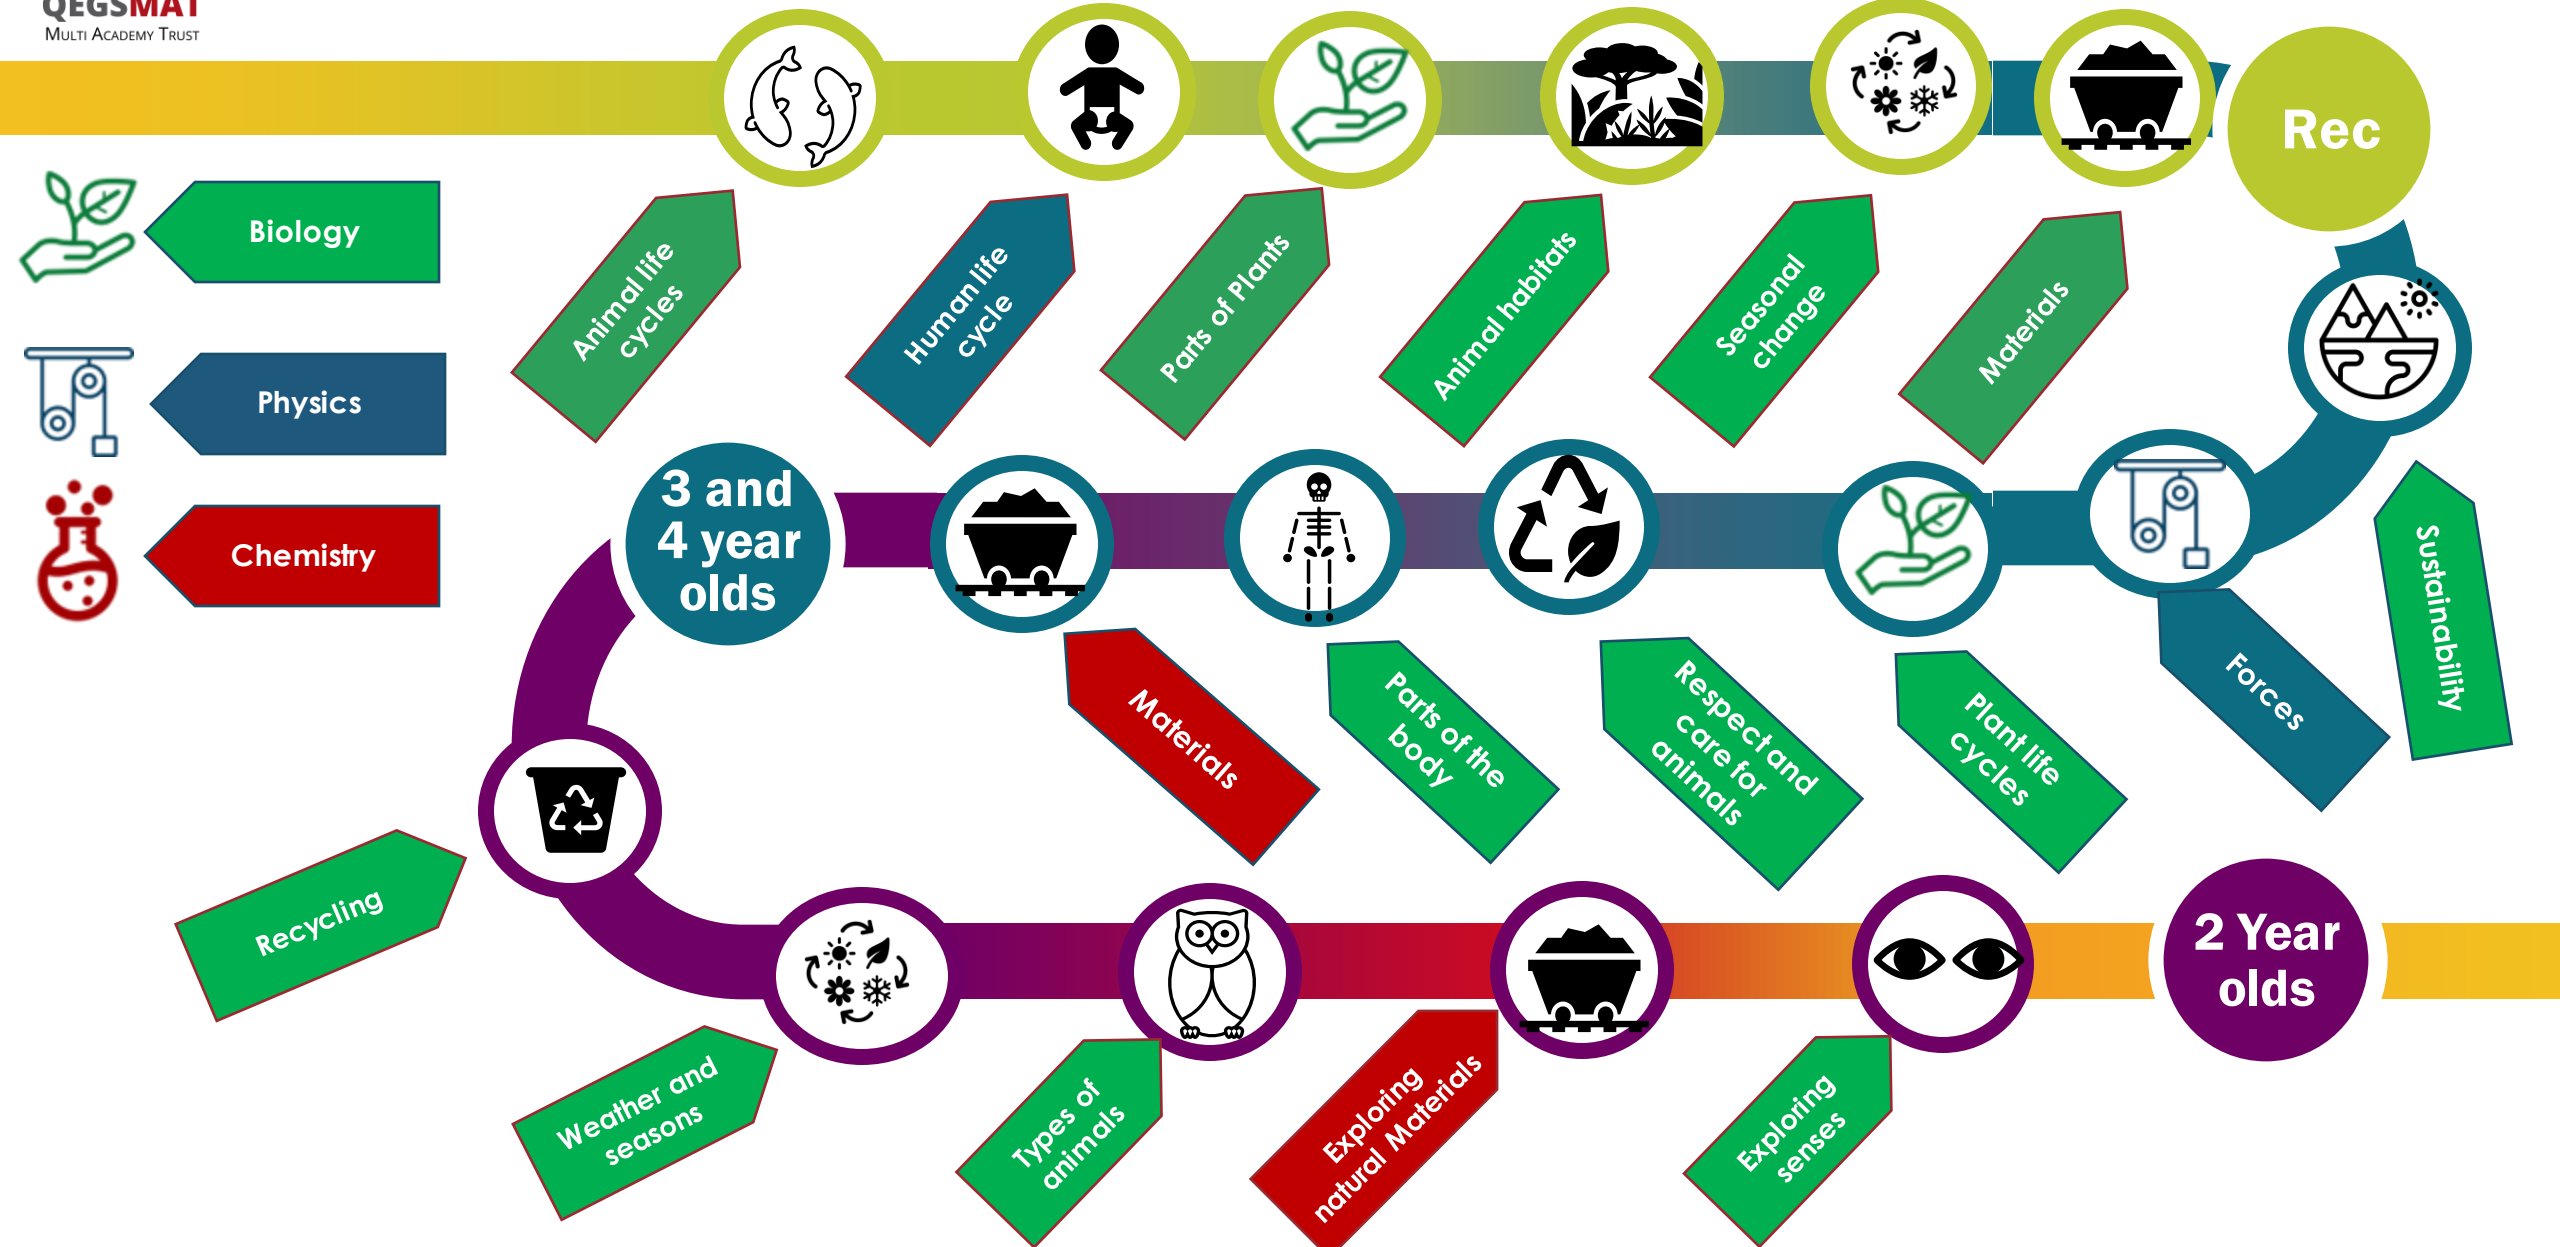 QEGSMAT
MULTI ACADEMY TRUST
Rec
Biology
Physics
Chemistry
Animal life
cycles
Human life
cycle
Parts of Plants
Animal habitats
Seasonal
change
Materials
3 and
4 year
olds
Materials
Parts of the
body
Respect and
care for
animals
Plant life
cycles
Forces
Sustainability
Recycling
Weather and
seasons
Types of
animals
Exploring
natural Materials
Exploring
senses
2 Year
olds